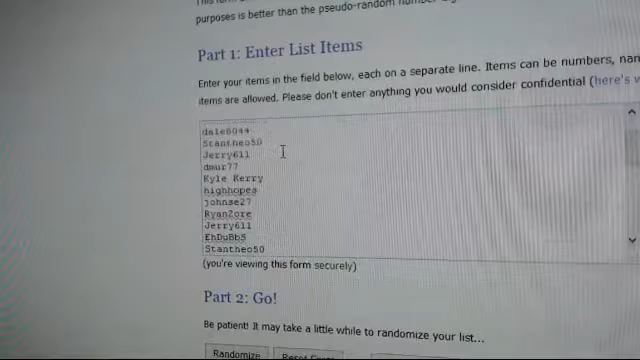 purposes is better than the pseudo-random
Part 1: Enter List Items
Enter your items in the field below, each on a separate line. Items can be numbers,
items are allowed. Please don't enter anything you would consider confidential (here's
Stantheo50
Jerry611
dmur77
Kyle Kerry
highhopes
johnse27
RyanZore
Jerry611
EhDuBbS
Stantheo50
(you're viewing this form securely)
Part 2: Go!
Be patient! It may take a little while to randomize your list...
Randomize